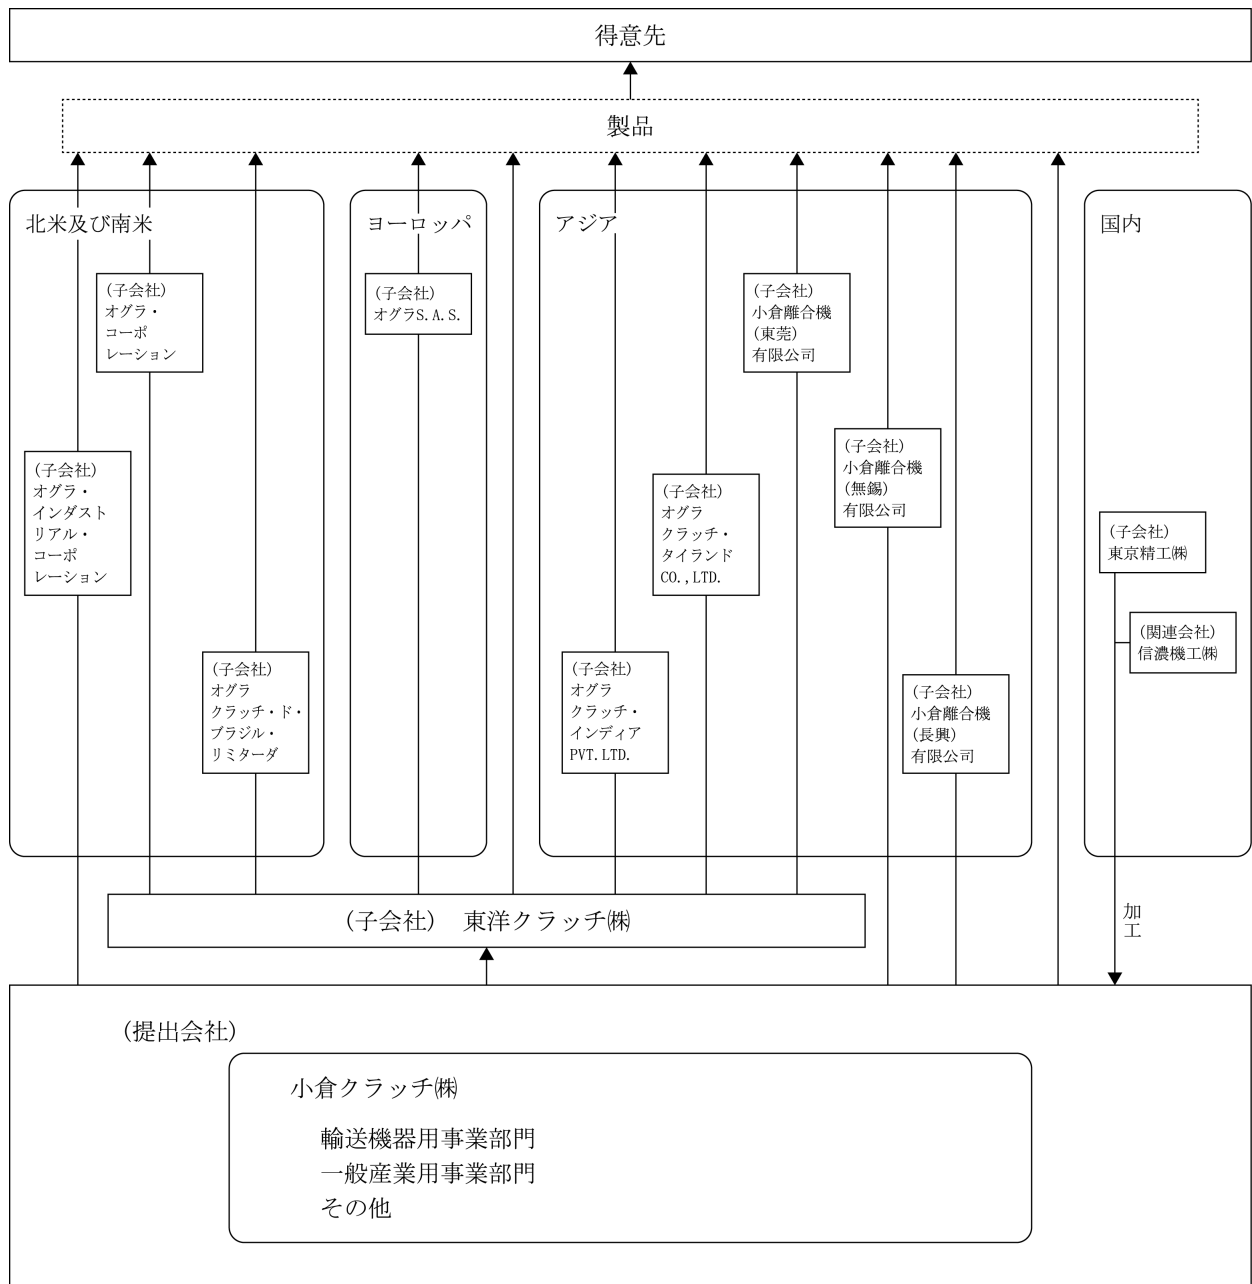 得意先
製品
北米及び南米
(子会社)
オグラ・
コーポ
レーション
(子会社)
オグラ・
インダスト
リアル・
コーポ
レーション
(子会社)
オグラ
クラッチ・ド・
ブラジル・
リミターダ
ヨーロッパ
(子会社)
オグラS.A.S.
アジア
(子会社)
小倉離合機
(東莞)
有限公司
(子会社)
小倉離合機
(無錫)
有限公司
(子会社)
オグラ
クラッチ・
タイランド
CO.,LTD.
(子会社)
オグラ
クラッチ・
インディア
PVT.LTD.
(子会社)
小倉離合機
(長興)
有限公司
国内
(子会社)
東京精工㈱
(関連会社)
信濃機工㈱
加
工
(子会社) 東洋クラッチ㈱
(提出会社)
小倉クラッチ㈱
輸送機器用事業部門
一般産業用事業部門
その他